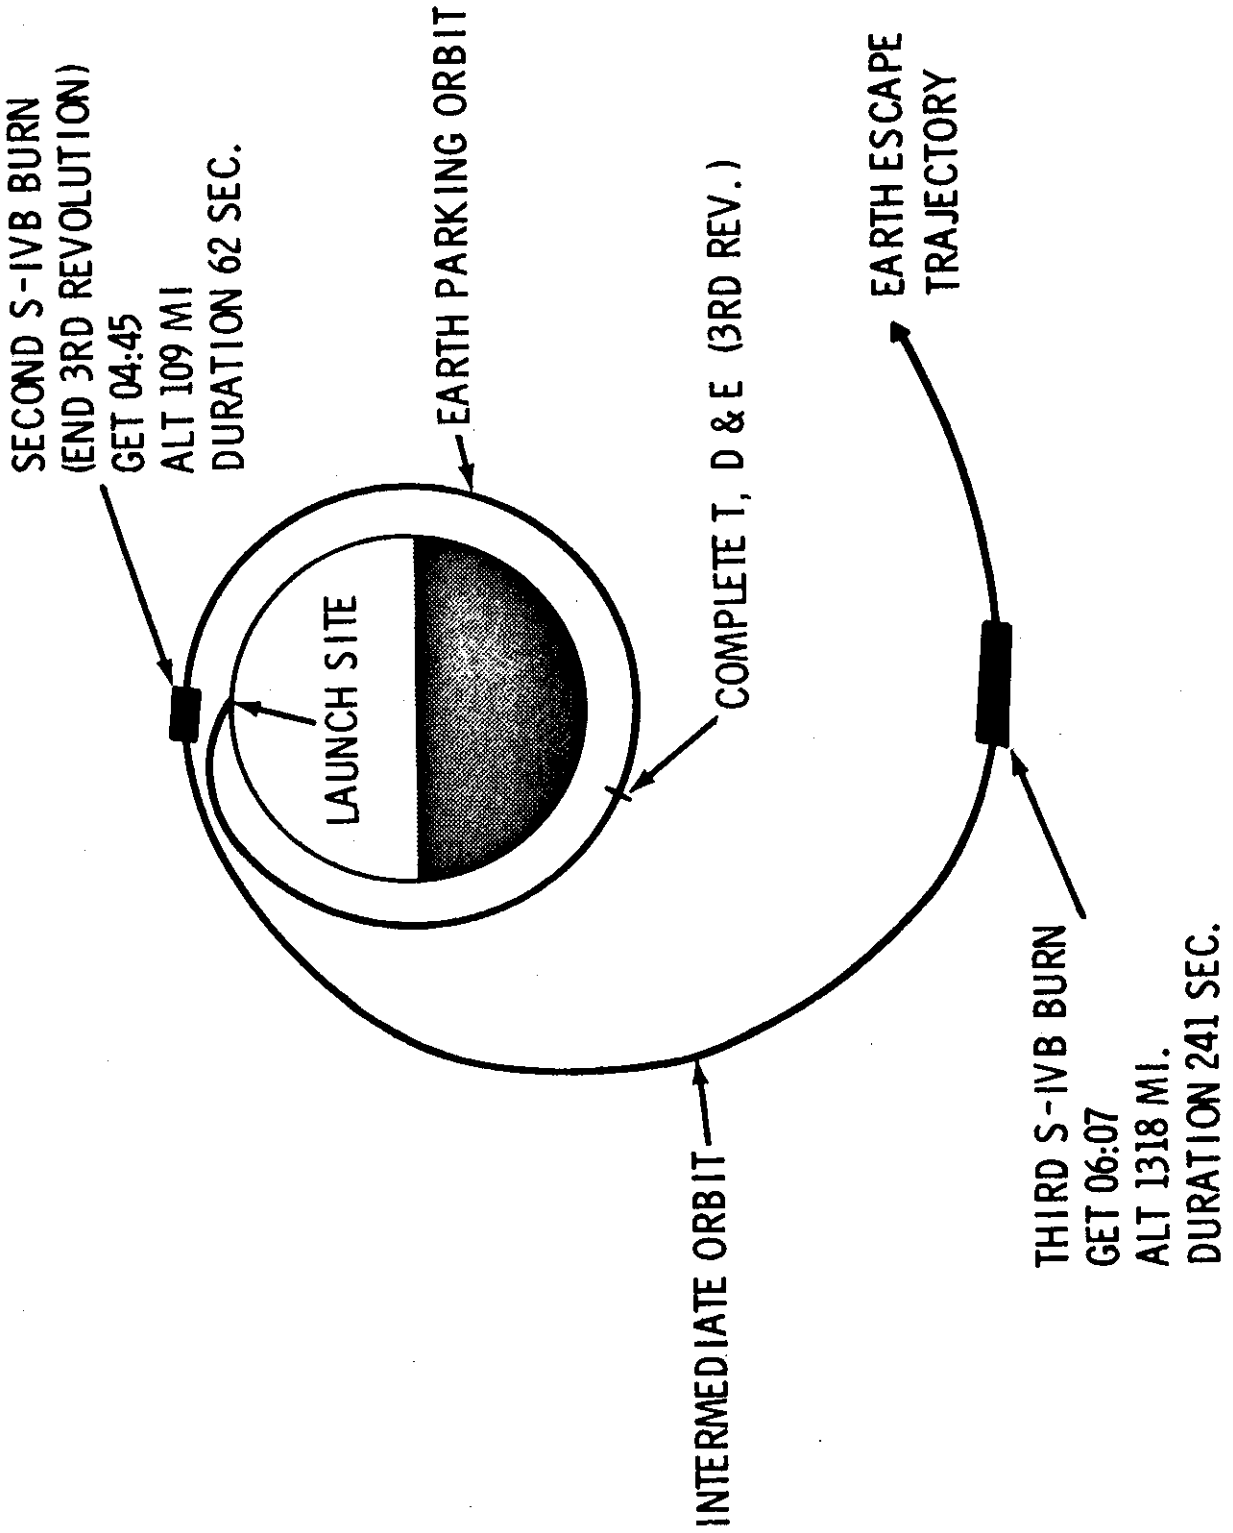 SECOND S-IVB BURN
(END 3RD REVOLUTION)
GET 04:45
ALT 109 MI
DURATION 62 SEC.
EARTH PARKING ORBIT
LAUNCH SITE
COMPLETE T, D & E (3RD REV.)
EARTH ESCAPE
TRAJECTORY
INTERMEDIATE ORBIT
THIRD S-IVB BURN
GET 06:07
ALT 1318 MI.
DURATION 241 SEC.